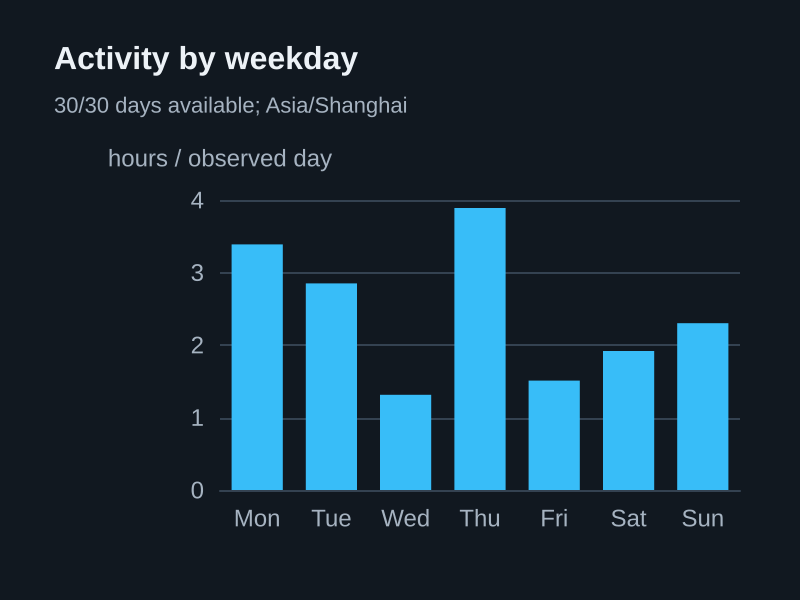 Activity by weekday
30/30 days available; Asia/Shanghai
hours / observed day
4
3
2
1
0
Mon Tue Wed Thu Fri Sat Sun